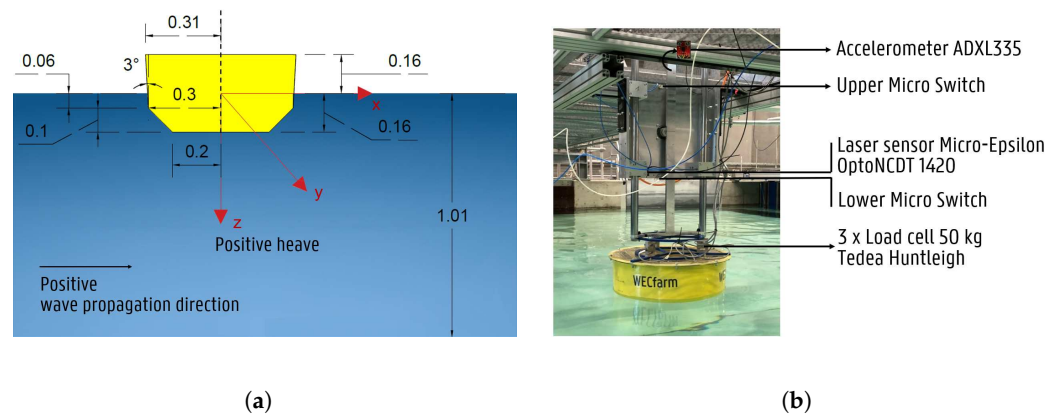 0.31
0.06
3°
0.16
0.3
x
0.1
0.16
0.2
y
z
1.01
Positive heave
Positive
wave propagation direction
(a)
Accelerometer ADXL335
Upper Micro Switch
Laser sensor Micro-Epsilon
OptoNCDT 1420
Lower Micro Switch
3 x Load cell 50 kg
Tedea Huntleigh
WECfarm
(b)